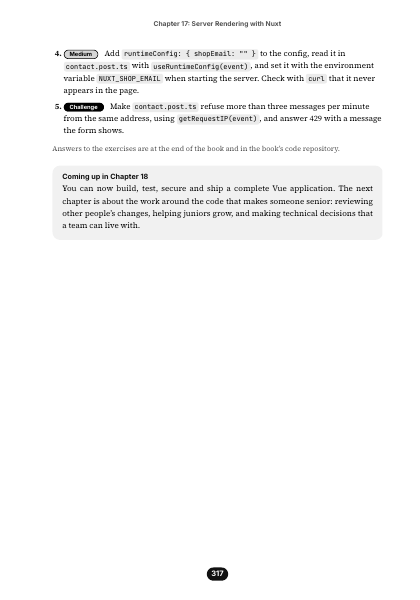 Chapter 17: Server Rendering with Nuxt
4. Medium Add runtimeConfig: { shopEmail: "" } to the config, read it in
contact.post.ts with useRuntimeConfig(event), and set it with the environment
variable NUXT_SHOP_EMAIL when starting the server. Check with curl that it never
appears in the page.
5. Challenge Make contact.post.ts refuse more than three messages per minute
from the same address, using getRequestIP(event), and answer 429 with a message
the form shows.
Answers to the exercises are at the end of the book and in the book's code repository.
Coming up in Chapter 18
You can now build, test, secure and ship a complete Vue application. The next
chapter is about the work around the code that makes someone senior: reviewing
other people's changes, helping juniors grow, and making technical decisions that
a team can live with.
317